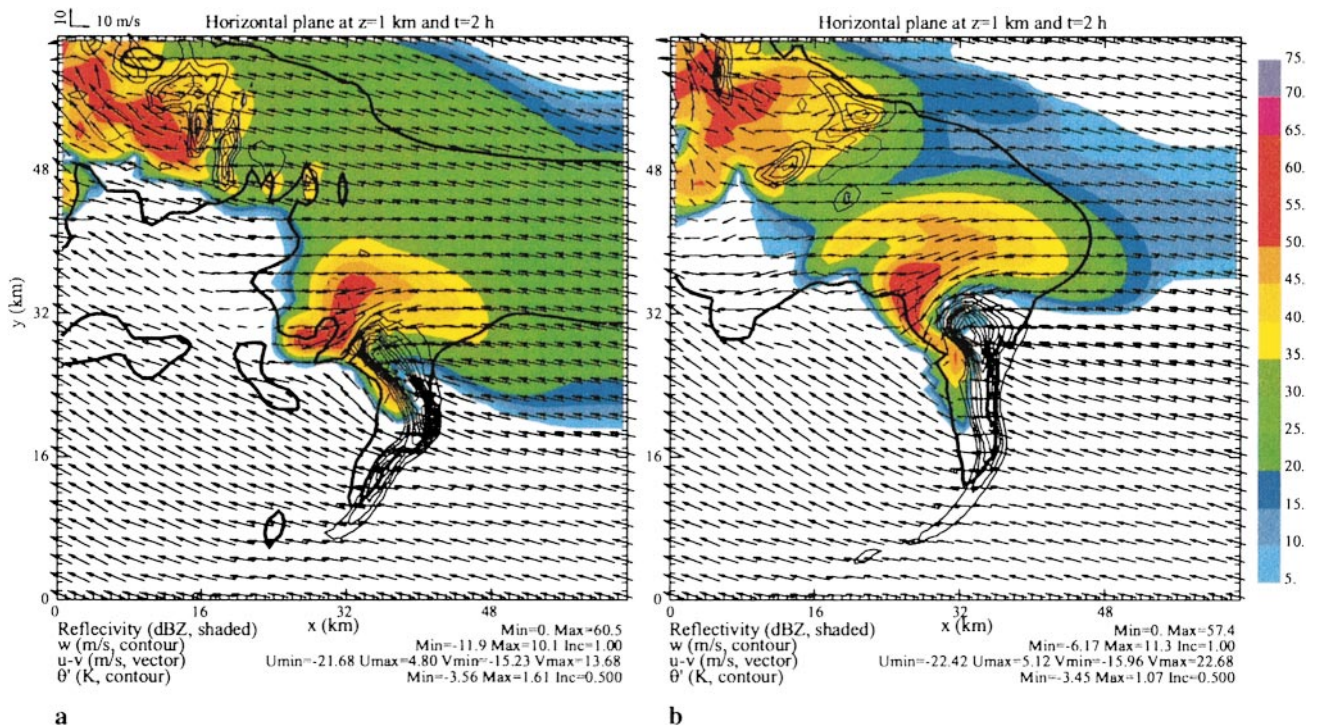 10
10 m/s
Horizontal plane at z=1 km and t=2 h
y (km)
48
32
16
0
0 16 32 48
x (km)
Reflecivity (dBZ, shaded) Min=0. Max=60.5
w (m/s, contour) Min=-11.9 Max=10.1 Inc=1.00
u-v (m/s, vector) Umin=-21.68 Umax=4.80 Vmin=-15.23 Vmax=13.68
θ' (K, contour) Min=-3.56 Max=1.61 Inc=0.500
a
Horizontal plane at z=1 km and t=2 h
48
32
16
0
0 16 32 48
x (km)
Reflecivity (dBZ, shaded) Min=0. Max=57.4
w (m/s, contour) Min=-6.17 Max=11.3 Inc=1.00
u-v (m/s, vector) Umin=-22.42 Umax=5.12 Vmin=-15.96 Vmax=22.68
θ' (K, contour) Min=-3.45 Max=1.07 Inc=0.500
b
75.
70.
65.
60.
55.
50.
45.
40.
35.
30.
25.
20.
15.
10.
5.